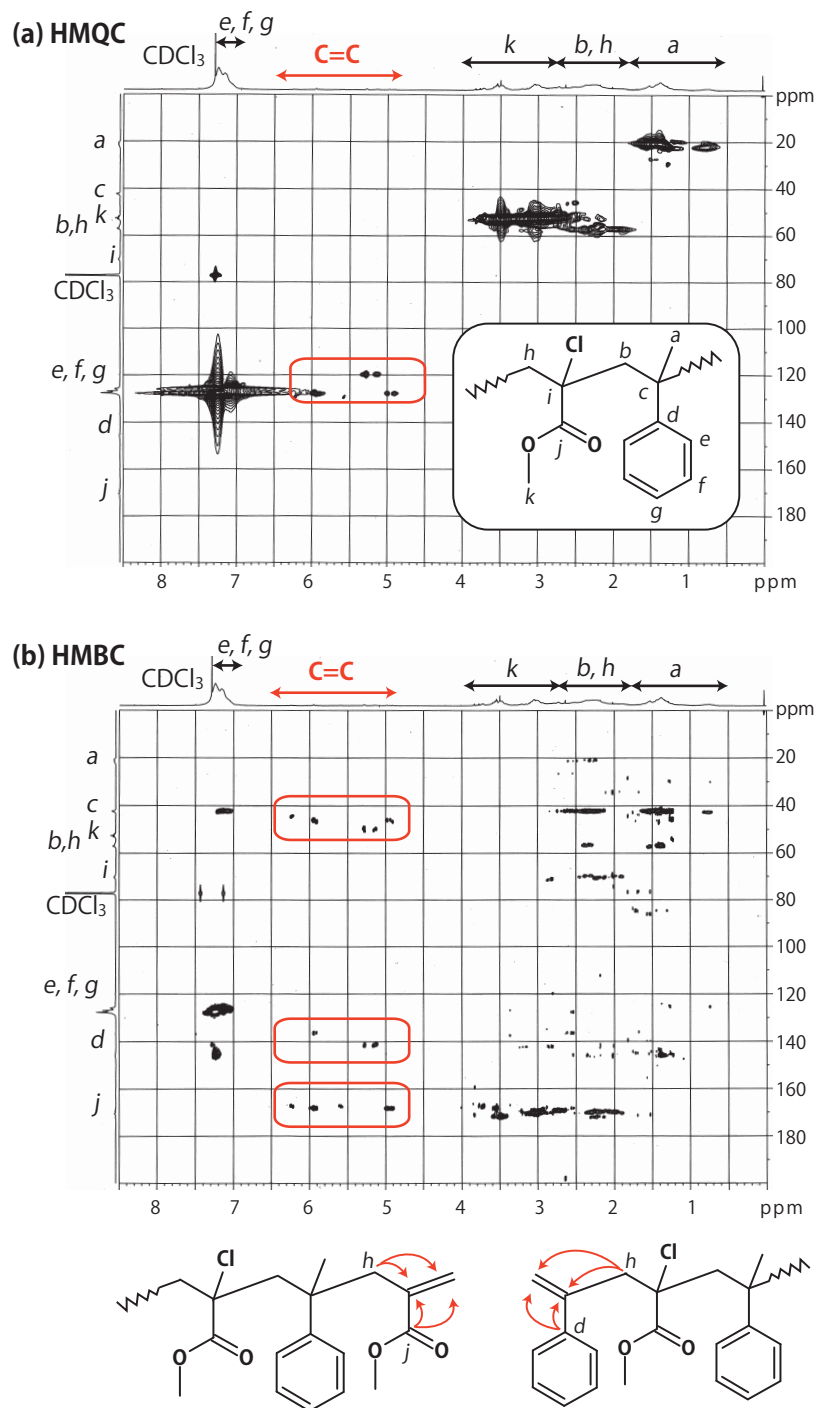 (a) HMQC
e, f, g
CDCl3
C=C
k
b, h
a
ppm
a
20
c
40
b,h k
60
i
80
CDCl3
100
e, f, g
120
d
140
160
j
180
8 7 6 5 4 3 2 1 ppm
a
Cl
h
b
i
c
d
O
O
j
e
k
f
g
(b) HMBC
e, f, g
CDCl3
C=C
k
b, h
a
ppm
a
20
c
40
b,h k
60
i
80
CDCl3
100
e, f, g
120
d
140
160
j
180
8 7 6 5 4 3 2 1 ppm
Cl
h
O
O
O
O
j
h
Cl
d
O
O